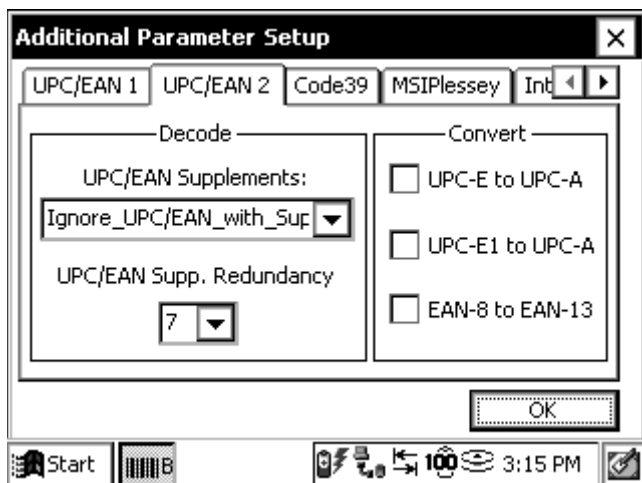 Additional Parameter Setup
UPC/EAN 1 UPC/EAN 2 Code39 MSIPlessey Int
Decode
UPC/EAN Supplements:
Ignore_UPC/EAN_with_Sup
UPC/EAN Supp. Redundancy
7
Convert
UPC-E to UPC-A
UPC-E1 to UPC-A
EAN-8 to EAN-13
OK
Start B 100 3:15 PM